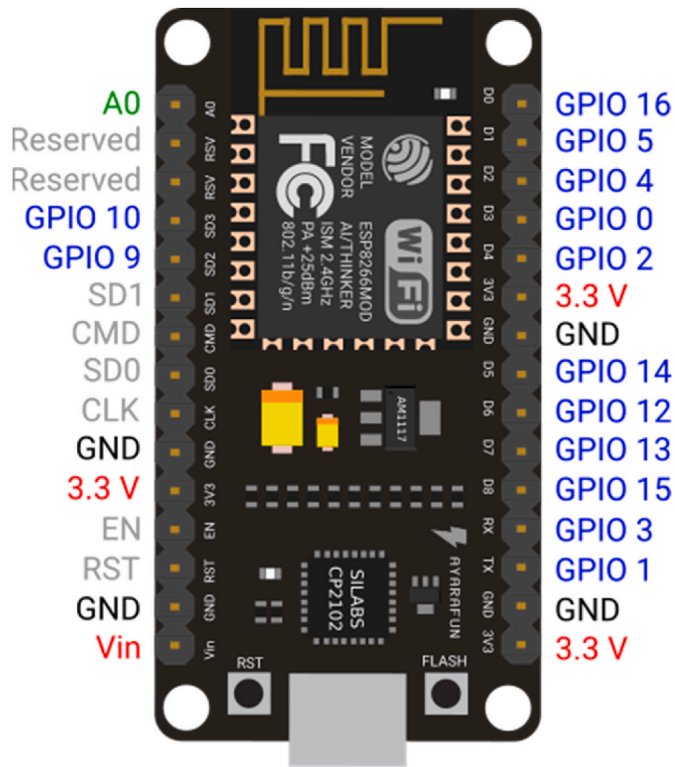 A0
Reserved
Reserved
GPIO 10
GPIO 9
SD1
CMD
SD0
CLK
GND
3.3 V
EN
RST
GND
Vin
A0
RSV
RSV
SD3
SD2
SD1
CMD
SD0
CLK
GND
3V3
EN
RST
GND
Vin
MODEL
VENDOR
FC
ESP8266MOD
AI/THINKER
ISM 2.4GHz
PA +25dBm
802.11b/g/n
WiFi
AM1117
SILABS
CP2102
AYARAFUN
RST
FLASH
D0
D1
D2
D3
D4
3V3
GND
D5
D6
D7
D8
RX
TX
GND
3V3
GPIO 16
GPIO 5
GPIO 4
GPIO 0
GPIO 2
3.3 V
GND
GPIO 14
GPIO 12
GPIO 13
GPIO 15
GPIO 3
GPIO 1
GND
3.3 V